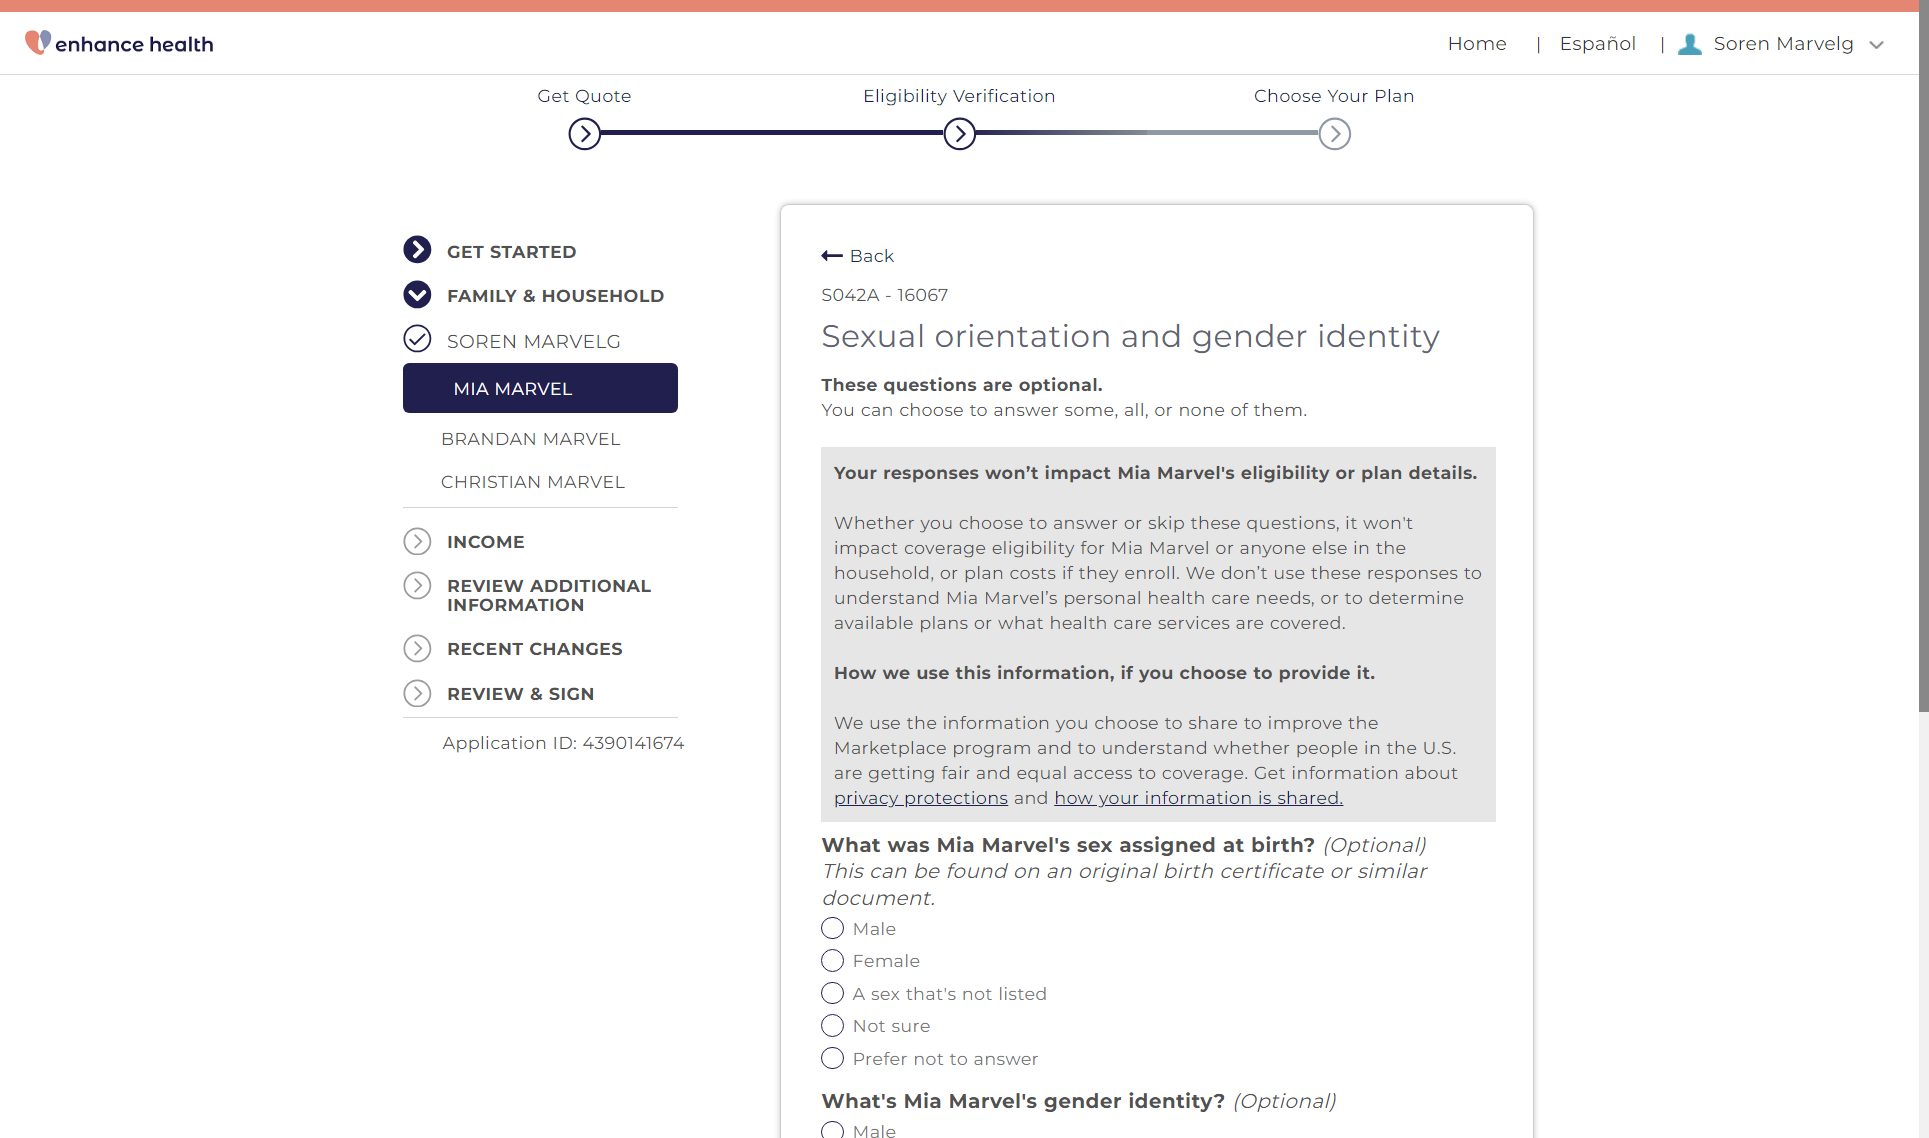 enhance health
Home | Español | Soren Marvelg
Get Quote
Eligibility Verification
Choose Your Plan
GET STARTED
FAMILY & HOUSEHOLD
SOREN MARVELG
MIA MARVEL
BRANDAN MARVEL
CHRISTIAN MARVEL
INCOME
REVIEW ADDITIONAL
INFORMATION
RECENT CHANGES
REVIEW & SIGN
Application ID: 4390141674
Back
S042A - 16067
Sexual orientation and gender identity
These questions are optional.
You can choose to answer some, all, or none of them.
Your responses won’t impact Mia Marvel's eligibility or plan details.
Whether you choose to answer or skip these questions, it won't
impact coverage eligibility for Mia Marvel or anyone else in the
household, or plan costs if they enroll. We don’t use these responses to
understand Mia Marvel’s personal health care needs, or to determine
available plans or what health care services are covered.
How we use this information, if you choose to provide it.
We use the information you choose to share to improve the
Marketplace program and to understand whether people in the U.S.
are getting fair and equal access to coverage. Get information about
privacy protections and how your information is shared.
What was Mia Marvel's sex assigned at birth? (Optional)
This can be found on an original birth certificate or similar
document.
Male
Female
A sex that's not listed
Not sure
Prefer not to answer
What's Mia Marvel's gender identity? (Optional)
Male